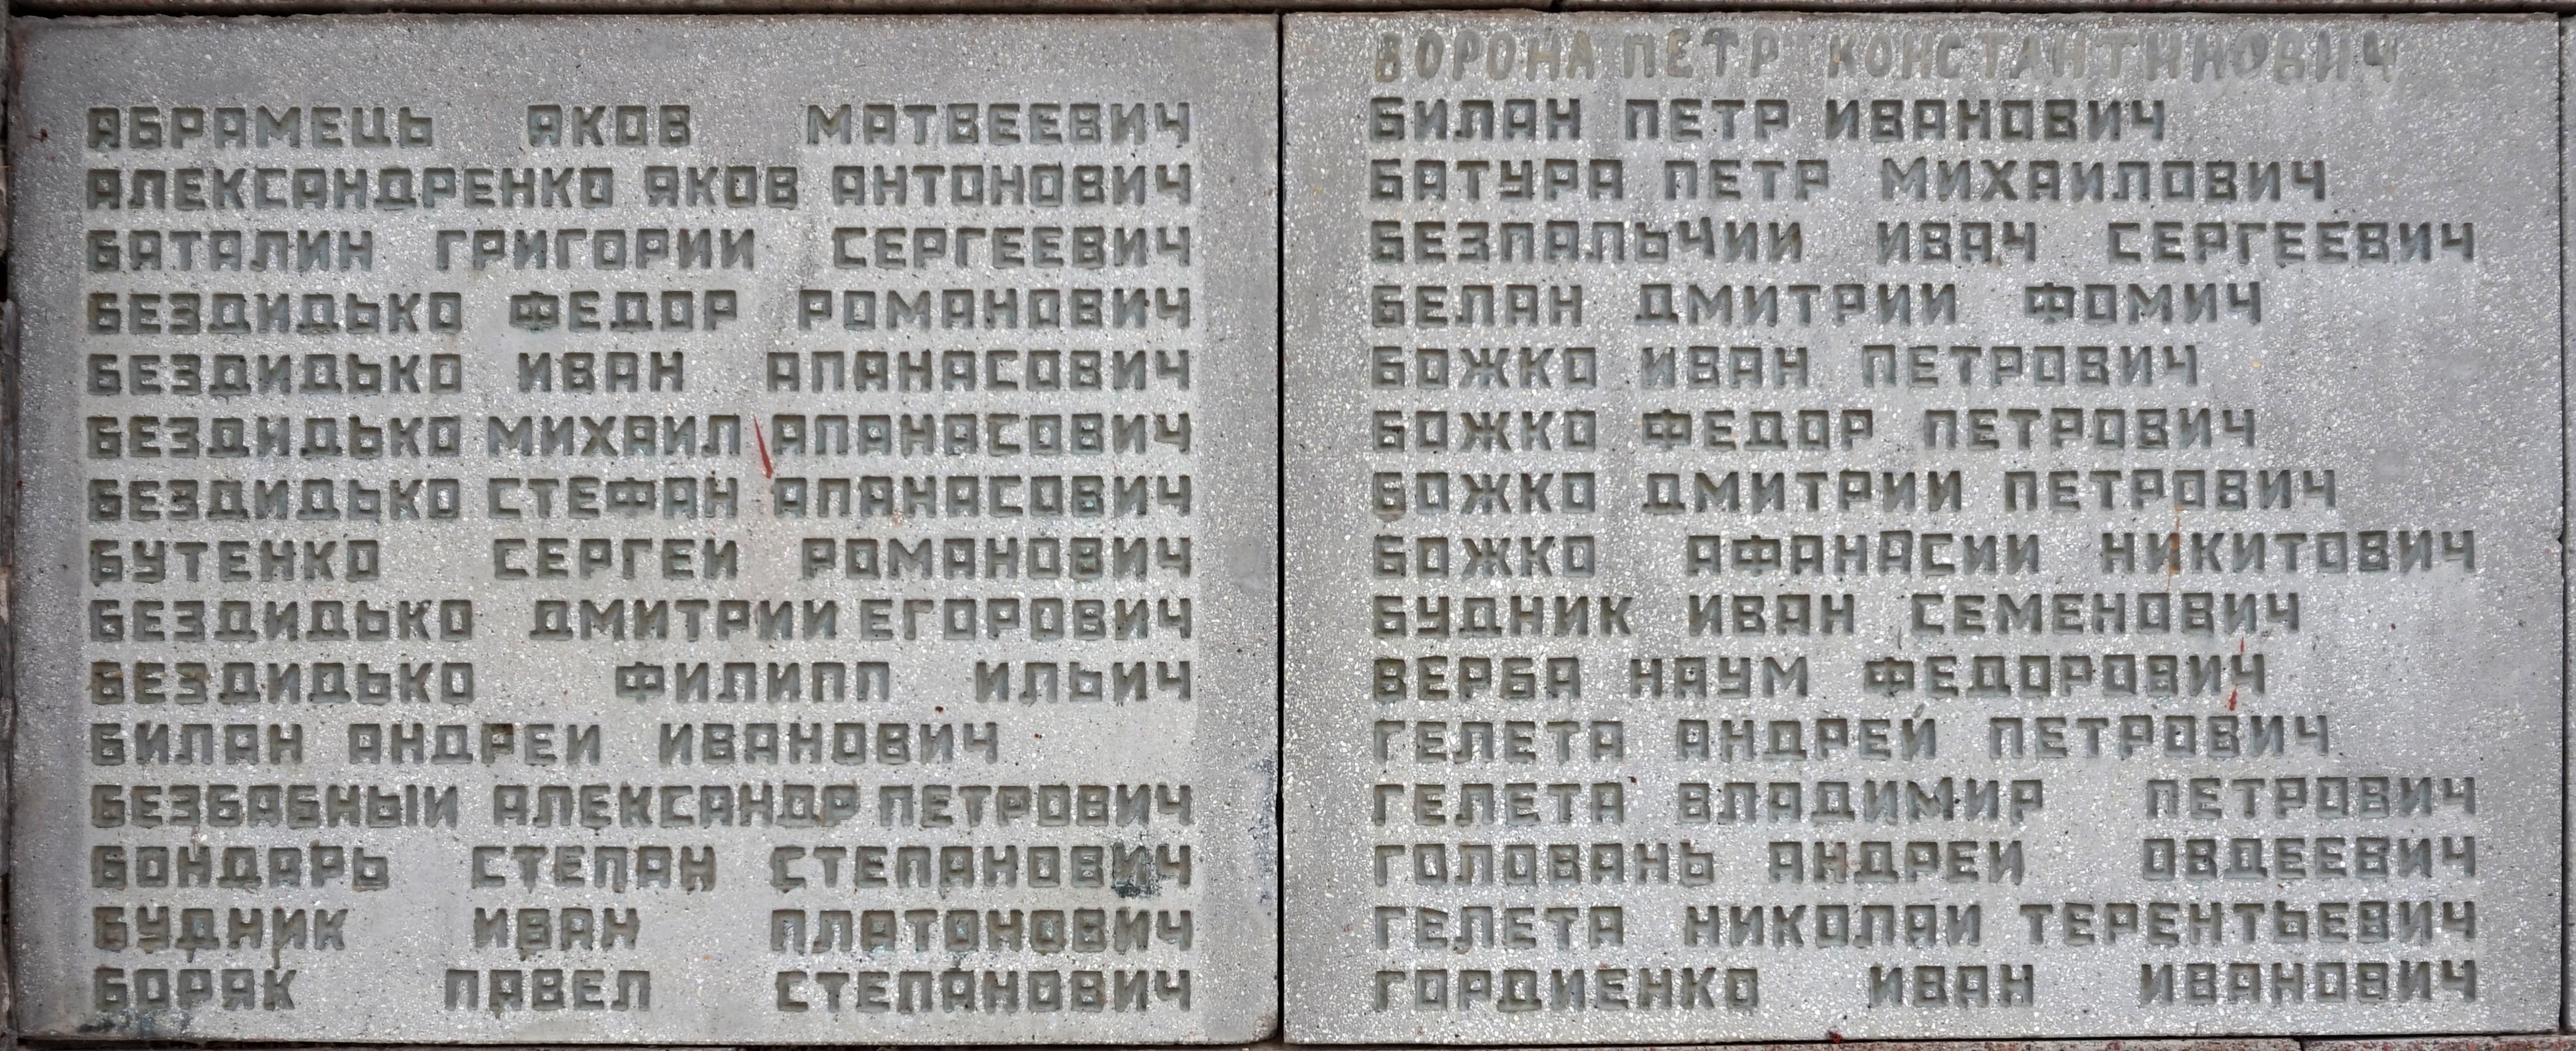 АБРАМЕЦЬ ЯКОВ МАТВЕЕВИЧ
АЛЕКСАНДРЕНКО ЯКОВ АНТОНОВИЧ
БАТАЛИН ГРИГОРИИ СЕРГЕЕВИЧ
БЕЗДИДЬКО ФЕДОР РОМАНОВИЧ
БЕЗДИДЬКО ИВАН АПАНАСОВИЧ
БЕЗДИДЬКО МИХАИЛ АПАНАСОВИЧ
БЕЗДИДЬКО СТЕФАН АПАНАСОВИЧ
БУТЕНКО СЕРГЕИ РОМАНОВИЧ
БЕЗДИДЬКО ДМИТРИИ ЕГОРОВИЧ
БЕЗДИДЬКО ФИЛИПП ИЛЬИЧ
БИЛАН АНДРЕИ ИВАНОВИЧ
БЕЗБАБНЫИ АЛЕКСАНДР ПЕТРОВИЧ
БОНДАРЬ СТЕПАН СТЕПАНОВИЧ
БУДНИК ИВАН ПЛАТОНОВИЧ
БОРЯК ПАВЕЛ СТЕПАНОВИЧ
ВОРОНА ПЕТР КОНСТАНТИНОВИЧ
БИЛАН ПЕТР ИВАНОВИЧ
БАТУРА ПЕТР МИХАИЛОВИЧ
БЕЗПАЛЬЧИИ ИВАЧ СЕРГЕЕВИЧ
БЕЛАН ДМИТРИИ ФОМИЧ
БОЖКО ИВАН ПЕТРОВИЧ
БОЖКО ФЕДОР ПЕТРОВИЧ
БОЖКО ДМИТРИИ ПЕТРОВИЧ
БОЖКО АФАНАСИИ НИКИТОВИЧ
БУДНИК ИВАН СЕМЕНОВИЧ
ВЕРБА НАУМ ФЕДОРОВИЧ
ГЕЛЕТА АНДРЕЙ ПЕТРОВИЧ
ГЕЛЕТА ВЛАДИМИР ПЕТРОВИЧ
ГОЛОВАНЬ АНДРЕИ ОВДЕЕВИЧ
ГЕЛЕТА НИКОЛАИ ТЕРЕНТЬЕВИЧ
ГОРДИЕНКО ИВАН ИВАНОВИЧ